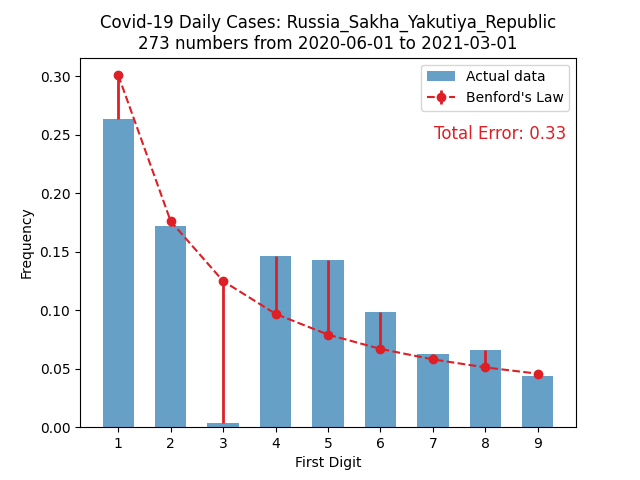 Covid-19 Daily Cases: Russia_Sakha_Yakutiya_Republic
273 numbers from 2020-06-01 to 2021-03-01
Actual data
Benford's Law
Total Error: 0.33
0.30
0.25
0.20
0.15
0.10
0.05
0.00
Frequency
1 2 3 4 5 6 7 8 9
First Digit